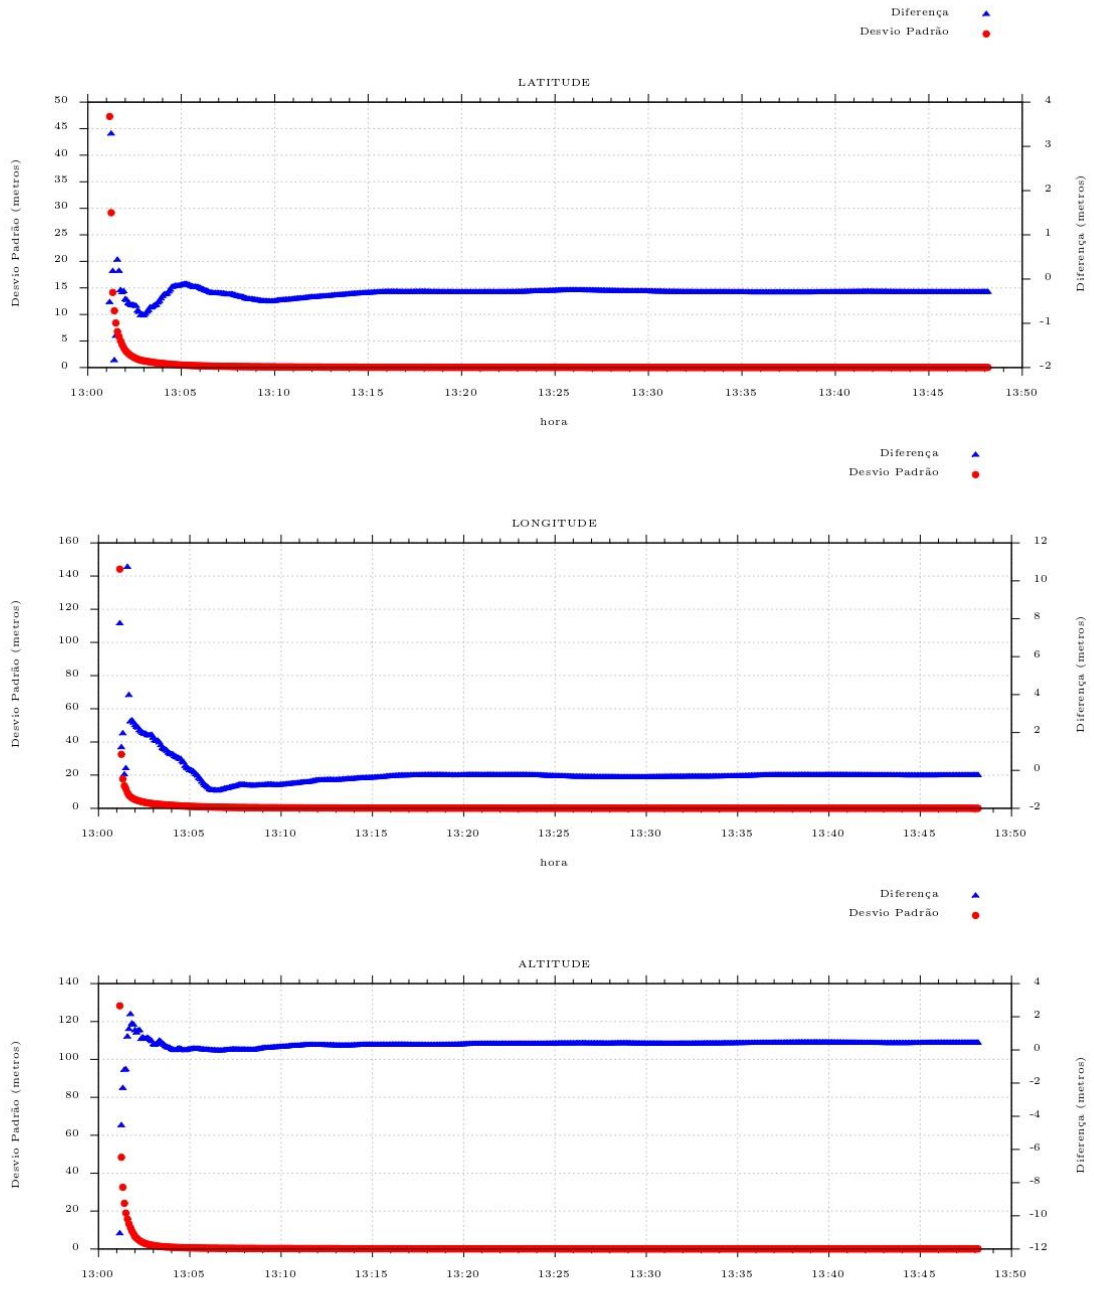 Diferença
Desvio Padrão
LATITUDE
50
45
40
35
30
25
20
15
10
5
0
4
3
2
1
0
-1
-2
Desvio Padrão (metros)
Diferença (metros)
13:00 13:05 13:10 13:15 13:20 13:25 13:30 13:35 13:40 13:45 13:50
hora
Diferença
Desvio Padrão
LONGITUDE
160
140
120
100
80
60
40
20
0
12
10
8
6
4
2
0
-2
Desvio Padrão (metros)
Diferença (metros)
13:00 13:05 13:10 13:15 13:20 13:25 13:30 13:35 13:40 13:45 13:50
hora
Diferença
Desvio Padrão
ALTITUDE
140
120
100
80
60
40
20
0
4
2
0
-2
-4
-6
-8
-10
-12
Desvio Padrão (metros)
Diferença (metros)
13:00 13:05 13:10 13:15 13:20 13:25 13:30 13:35 13:40 13:45 13:50